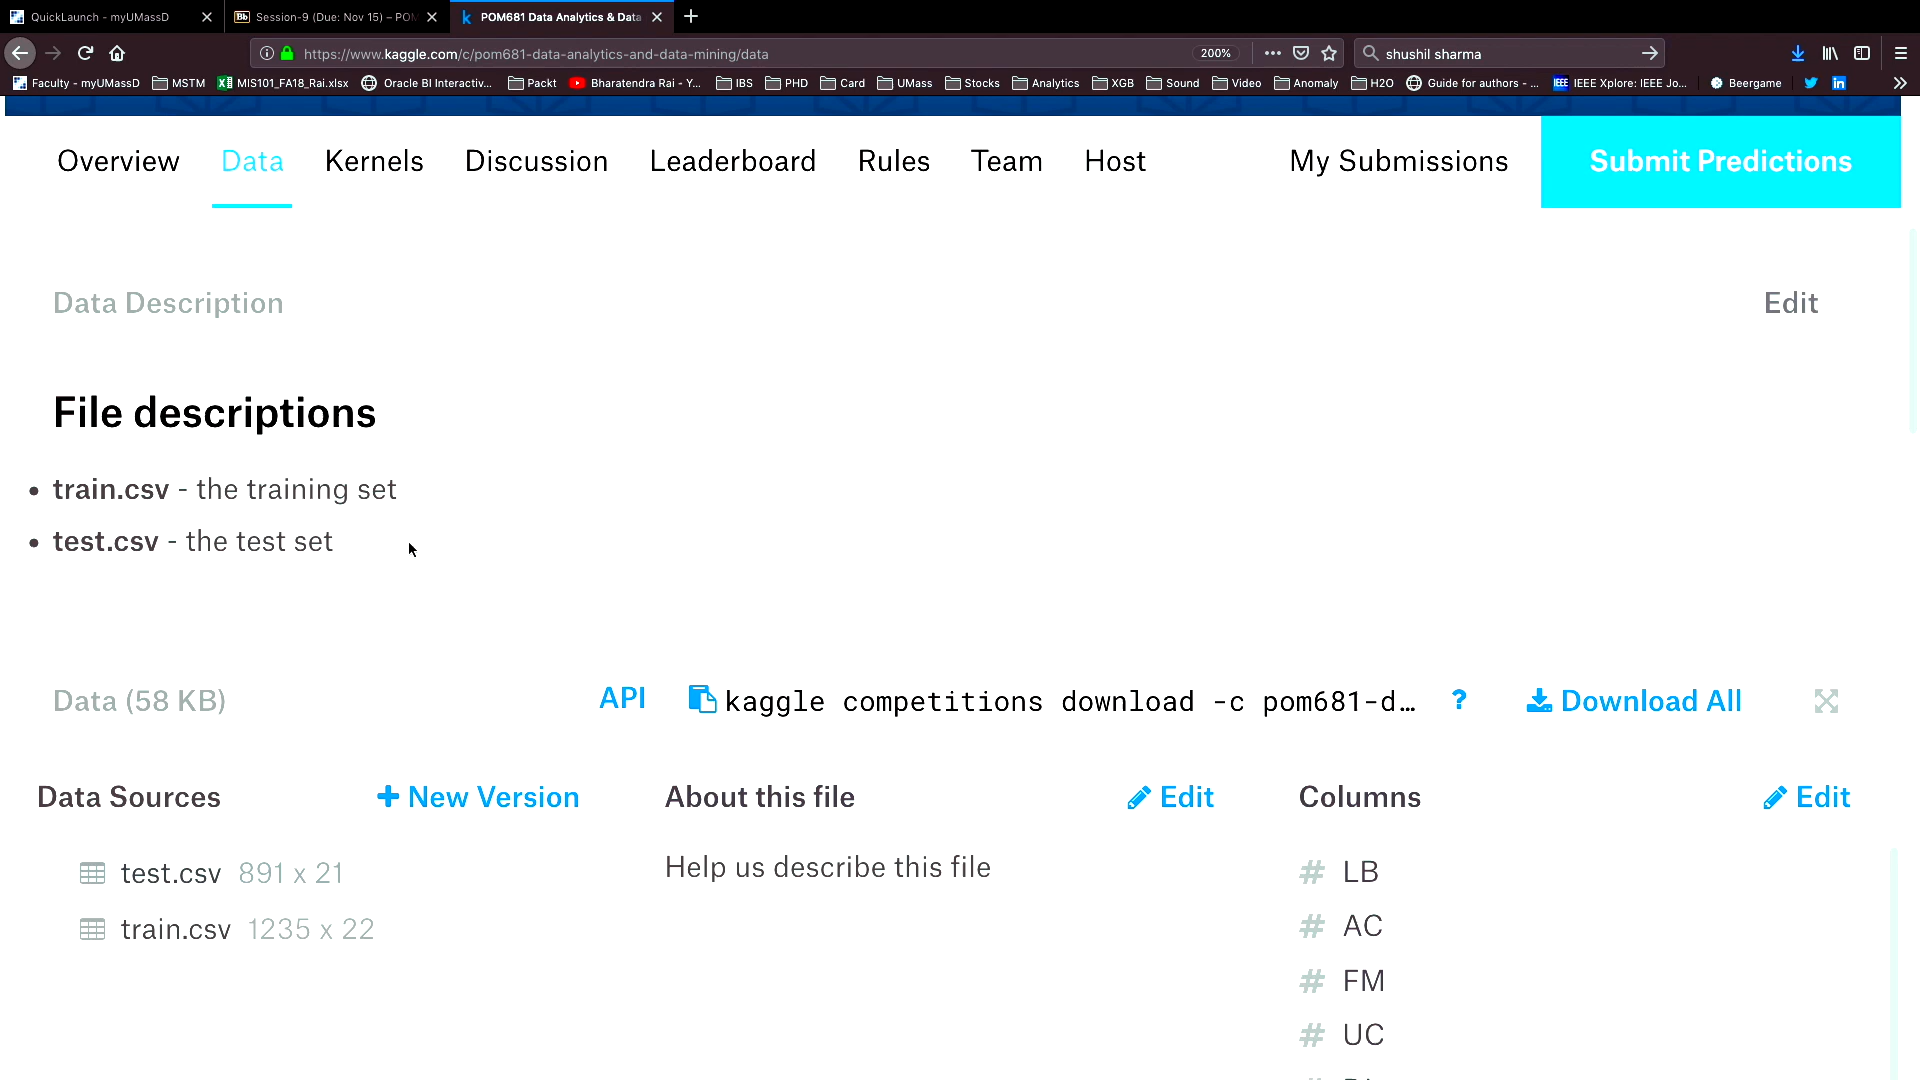 QuickLaunch - myUMassD
Session-9 (Due: Nov 15) – POM
POM681 Data Analytics & Data
https://www.kaggle.com/c/pom681-data-analytics-and-data-mining/data
200%
shushil sharma
Faculty - myUMassD
MSTM
MIS101_FA18_Rai.xlsx
Oracle BI Interactiv...
Packt
Bharatendra Rai - Y...
IBS
PHD
Card
UMass
Stocks
Analytics
XGB
Sound
Video
Anomaly
H2O
Guide for authors - ...
IEEE Xplore: IEEE Jo...
Beergame
Overview Data Kernels Discussion Leaderboard Rules Team Host My Submissions Submit Predictions
Data Description Edit
File descriptions
• train.csv - the training set
• test.csv - the test set
Data (58 KB) API kaggle competitions download -c pom681-d… ? Download All
Data Sources + New Version
test.csv 891 x 21
train.csv 1235 x 22
About this file Edit
Help us describe this file
Columns Edit
# LB
# AC
# FM
# UC